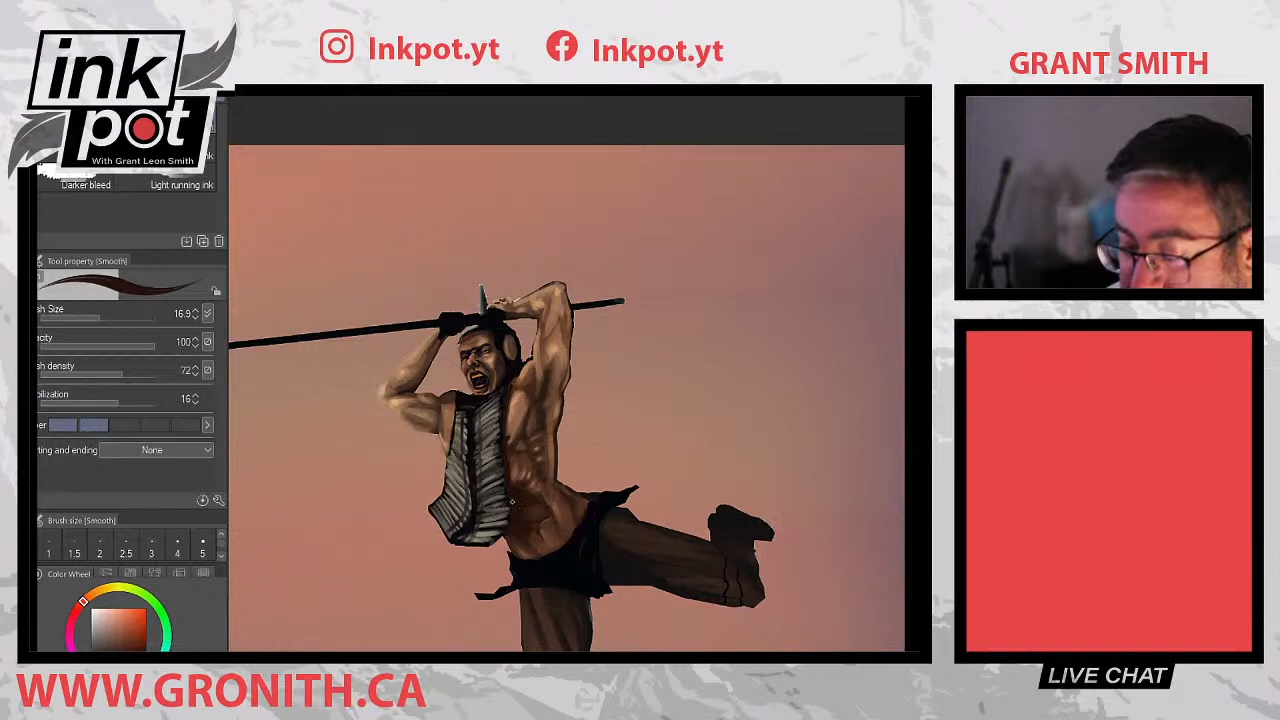 ink
pot
With Grant Leon Smith
Inkpot.yt
Inkpot.yt
GRANT SMITH
Darker bleed
Light running ink
Tool property [Smooth]
sh Size
16.9
acity
100
sh density
72
bilization
16
ting and ending
None
Brush size [Smooth]
1 1.5 2 2.5 3 4 5
Color Wheel
LIVE CHAT
WWW.GRONITH.CA